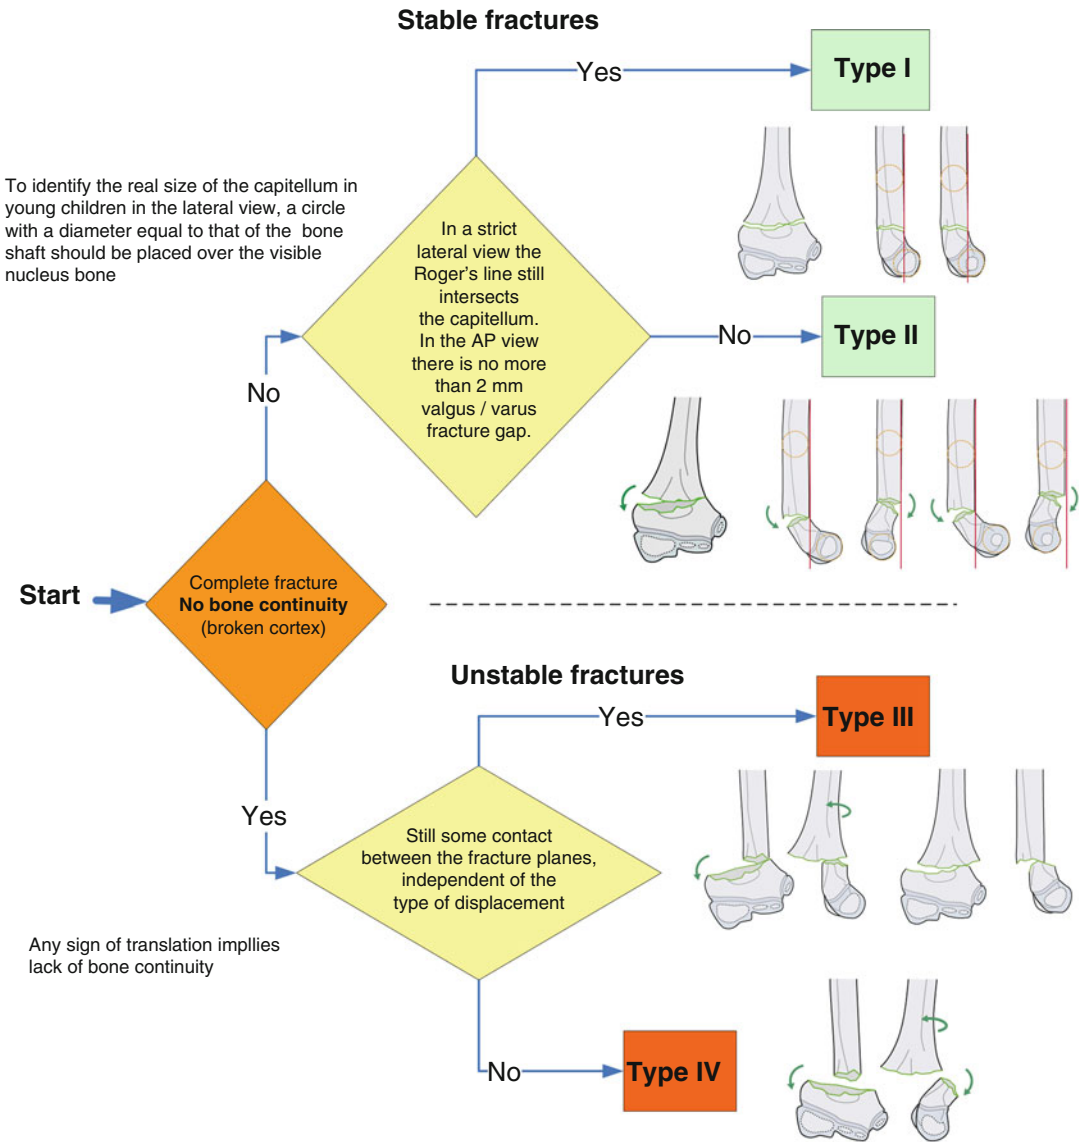 Stable fractures
Yes
Type I
To identify the real size of the capitellum in
young children in the lateral view, a circle
with a diameter equal to that of the bone
shaft should be placed over the visible
nucleus bone
In a strict
lateral view the
Roger's line still
intersects
the capitellum.
In the AP view
there is no more
than 2 mm
valgus / varus
fracture gap.
No
Type II
No
Start
Complete fracture
No bone continuity
(broken cortex)
Unstable fractures
Yes
Type III
Yes
Still some contact
between the fracture planes,
independent of the
type of displacement
Any sign of translation impllies
lack of bone continuity
No
Type IV